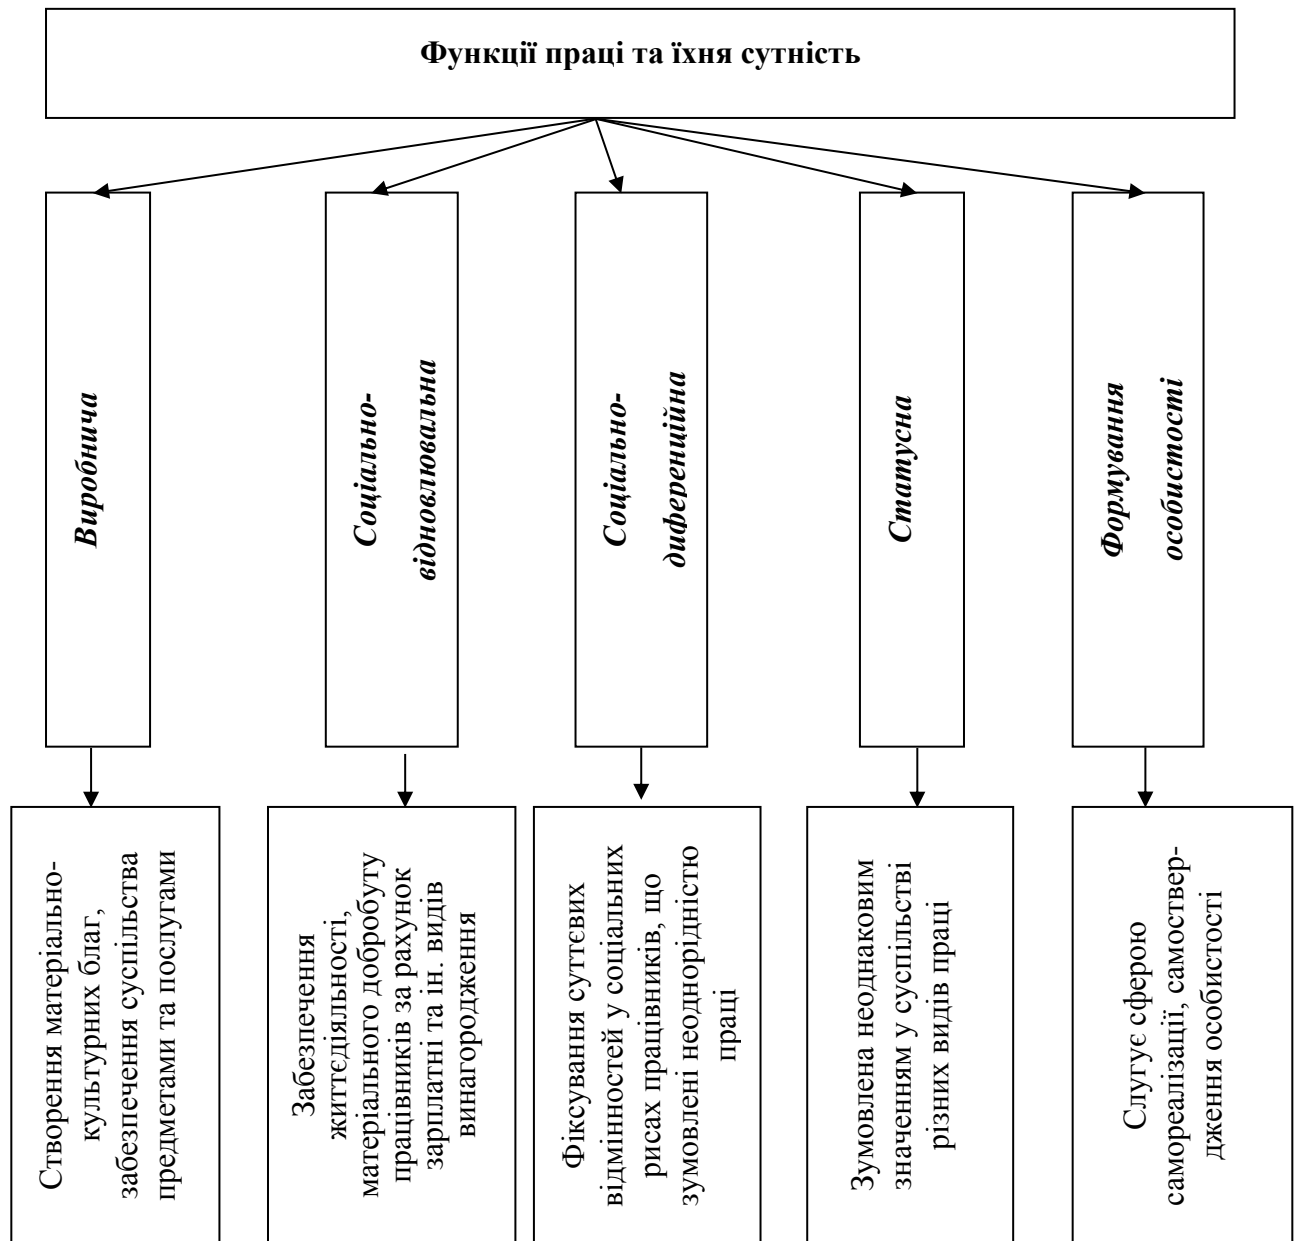 Функції праці та їхня сутність
Виробнича
Соціально-
відновлювальна
Соціально-
диференційна
Статусна
Формування
особистості
Створення матеріально-
культурних благ,
забезпечення суспільства
предметами та послугами
Забезпечення
життєдіяльності,
матеріального добробуту
працівників за рахунок
зарплатні та ін. видів
винагородження
Фіксування суттєвих
відмінностей у соціальних
рисах працівників, що
зумовлені неоднорідністю
праці
Зумовлена неоднаковим
значенням у суспільстві
різних видів праці
Слугує сферою
самореалізації, самоствер-
дження особистості